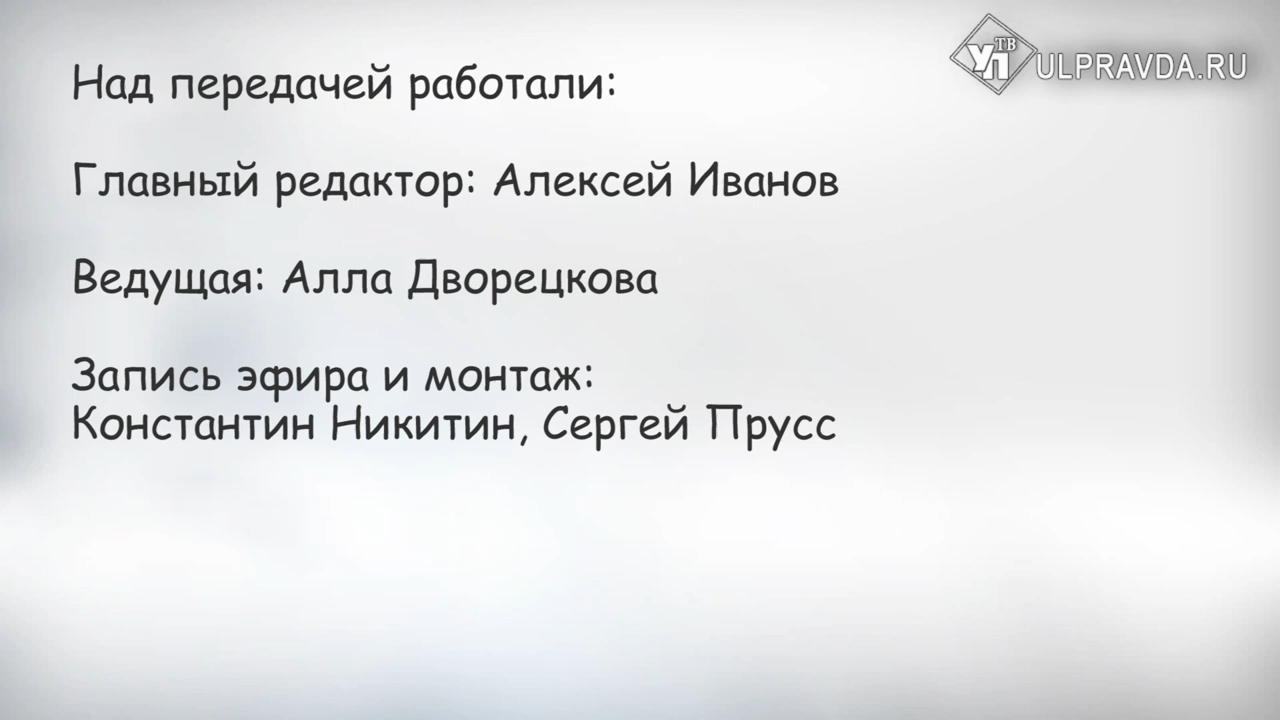 УП ТВ ULPRAVDA.RU
Над передачей работали:
Главный редактор: Алексей Иванов
Ведущая: Алла Дворецкова
Запись эфира и монтаж:
Константин Никитин, Сергей Прусс